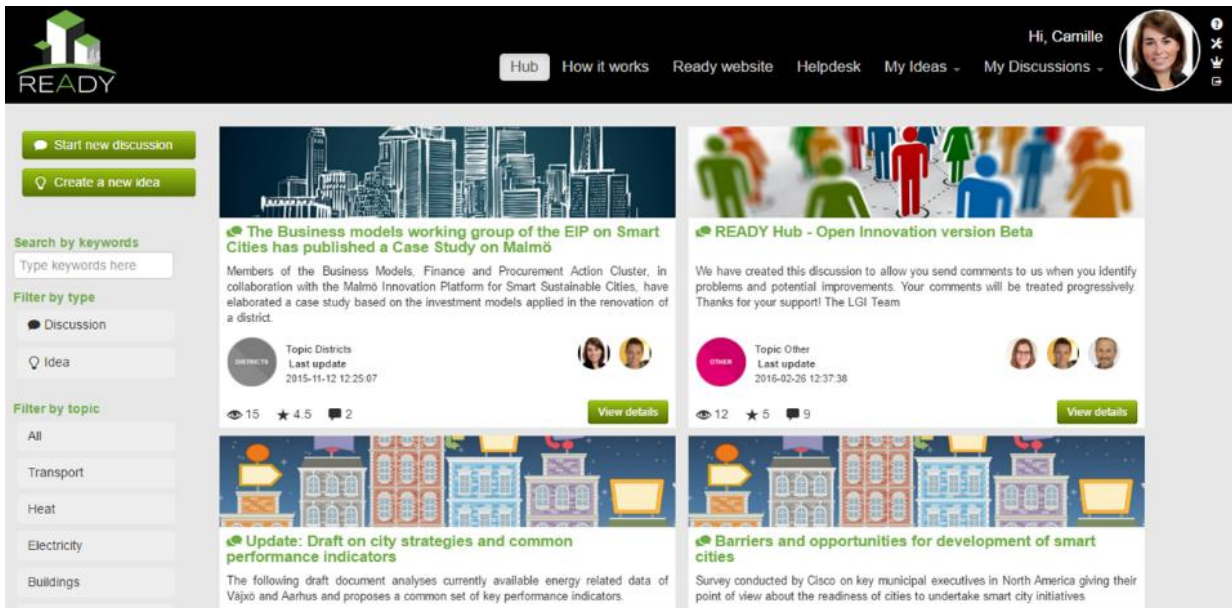 READY
Hi, Camille
Hub How it works Ready website Helpdesk My Ideas My Discussions
Start new discussion
Create a new idea
Search by keywords
Type keywords here
Filter by type
Discussion
Idea
Filter by topic
All
Transport
Heat
Electricity
Buildings
The Business models working group of the EIP on Smart
Cities has published a Case Study on Malmö
Members of the Business Models, Finance and Procurement Action Cluster, in
collaboration with the Malmö Innovation Platform for Smart Sustainable Cities, have
elaborated a case study based on the investment models applied in the renovation of
a district.
DISTRICTS
Topic Districts
Last update
2015-11-12 12:25:07
15 4.5 2
View details
READY Hub - Open Innovation version Beta
We have created this discussion to allow you send comments to us when you identify
problems and potential improvements. Your comments will be treated progressively.
Thanks for your support! The LGI Team
OTHER
Topic Other
Last update
2016-02-26 12:37:38
12 5 9
View details
Update: Draft on city strategies and common
performance indicators
The following draft document analyses currently available energy related data of
Växjö and Aarhus and proposes a common set of key performance indicators.
Barriers and opportunities for development of smart
cities
Survey conducted by Cisco on key municipal executives in North America giving their
point of view about the readiness of cities to undertake smart city initiatives